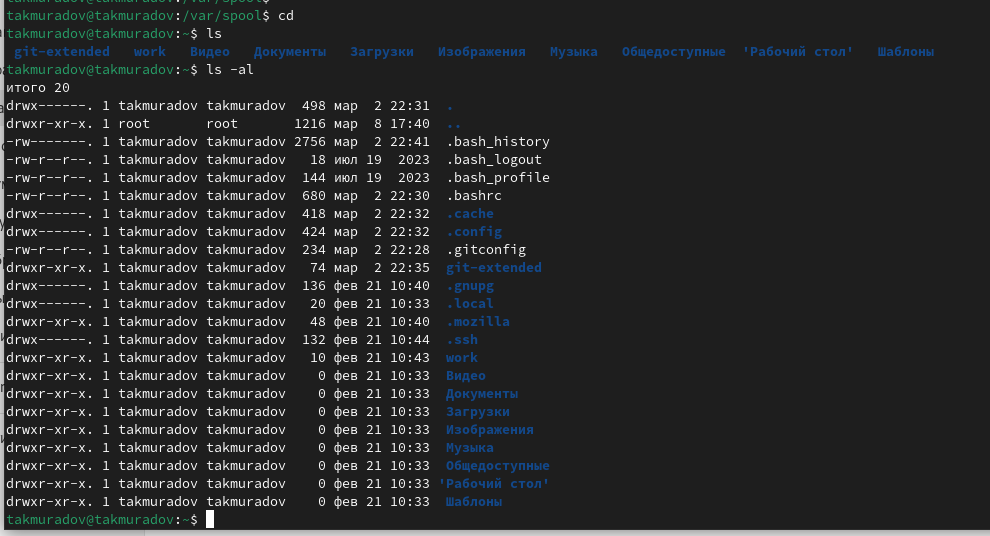 takmuradov@takmuradov:/var/spool$
takmuradov@takmuradov:/var/spool$ cd
takmuradov@takmuradov:~$ ls
git-extended work Видео Документы Загрузки Изображения Музыка Общедоступные 'Рабочий стол' Шаблоны
takmuradov@takmuradov:~$ ls -al
итого 20
drwx------. 1 takmuradov takmuradov 498 мар 2 22:31 .
drwxr-xr-x. 1 root root 1216 мар 8 17:40 ..
-rw-------. 1 takmuradov takmuradov 2756 мар 2 22:41 .bash_history
-rw-r--r--. 1 takmuradov takmuradov 18 июл 19 2023 .bash_logout
-rw-r--r--. 1 takmuradov takmuradov 144 июл 19 2023 .bash_profile
-rw-r--r--. 1 takmuradov takmuradov 680 мар 2 22:30 .bashrc
drwx------. 1 takmuradov takmuradov 418 мар 2 22:32 .cache
drwx------. 1 takmuradov takmuradov 424 мар 2 22:32 .config
-rw-r--r--. 1 takmuradov takmuradov 234 мар 2 22:28 .gitconfig
drwxr-xr-x. 1 takmuradov takmuradov 74 мар 2 22:35 git-extended
drwx------. 1 takmuradov takmuradov 136 фев 21 10:40 .gnupg
drwx------. 1 takmuradov takmuradov 20 фев 21 10:33 .local
drwxr-xr-x. 1 takmuradov takmuradov 48 фев 21 10:40 .mozilla
drwx------. 1 takmuradov takmuradov 132 фев 21 10:44 .ssh
drwxr-xr-x. 1 takmuradov takmuradov 10 фев 21 10:43 work
drwxr-xr-x. 1 takmuradov takmuradov 0 фев 21 10:33 Видео
drwxr-xr-x. 1 takmuradov takmuradov 0 фев 21 10:33 Документы
drwxr-xr-x. 1 takmuradov takmuradov 0 фев 21 10:33 Загрузки
drwxr-xr-x. 1 takmuradov takmuradov 0 фев 21 10:33 Изображения
drwxr-xr-x. 1 takmuradov takmuradov 0 фев 21 10:33 Музыка
drwxr-xr-x. 1 takmuradov takmuradov 0 фев 21 10:33 Общедоступные
drwxr-xr-x. 1 takmuradov takmuradov 0 фев 21 10:33 'Рабочий стол'
drwxr-xr-x. 1 takmuradov takmuradov 0 фев 21 10:33 Шаблоны
takmuradov@takmuradov:~$